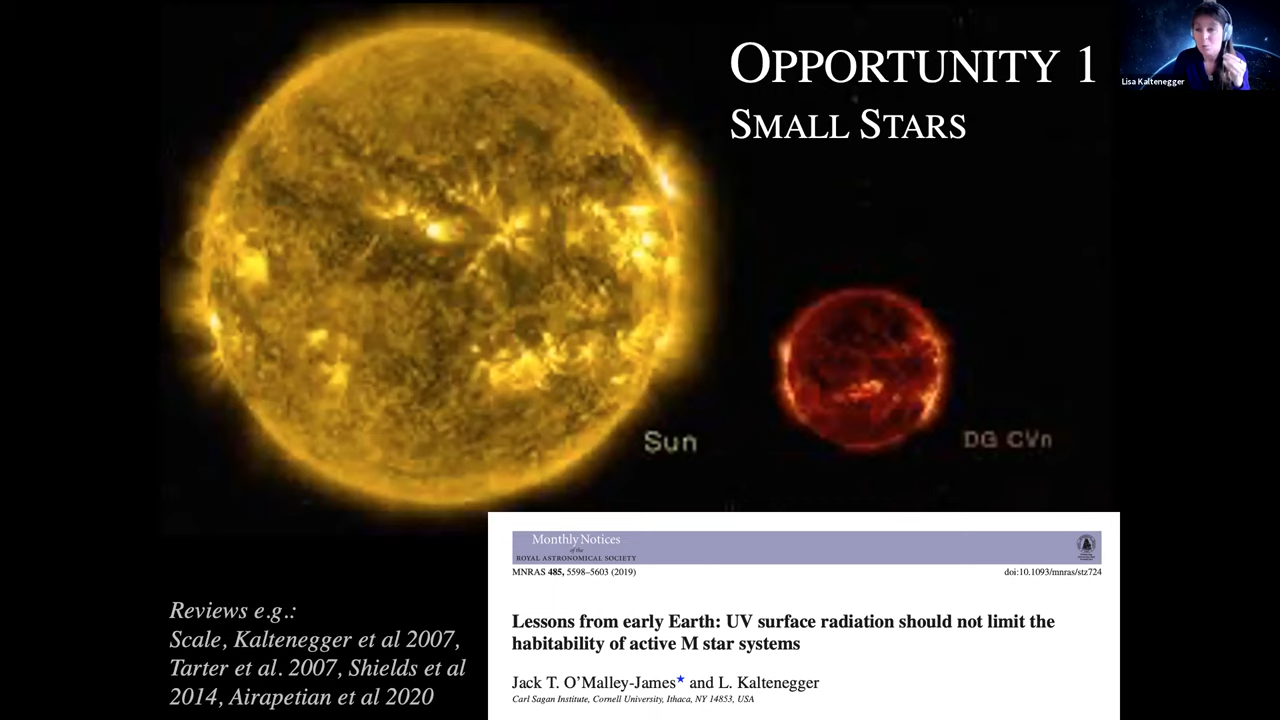 OPPORTUNITY 1
SMALL STARS
Lisa Kaltenegger
Sun
DG CVn
Monthly Notices
of the
ROYAL ASTRONOMICAL SOCIETY
MNRAS 485, 5598–5603 (2019)
doi:10.1093/mnras/stz724
Lessons from early Earth: UV surface radiation should not limit the
habitability of active M star systems
Jack T. O’Malley-James★ and L. Kaltenegger
Carl Sagan Institute, Cornell University, Ithaca, NY 14853, USA
Reviews e.g.:
Scale, Kaltenegger et al 2007,
Tarter et al. 2007, Shields et al
2014, Airapetian et al 2020